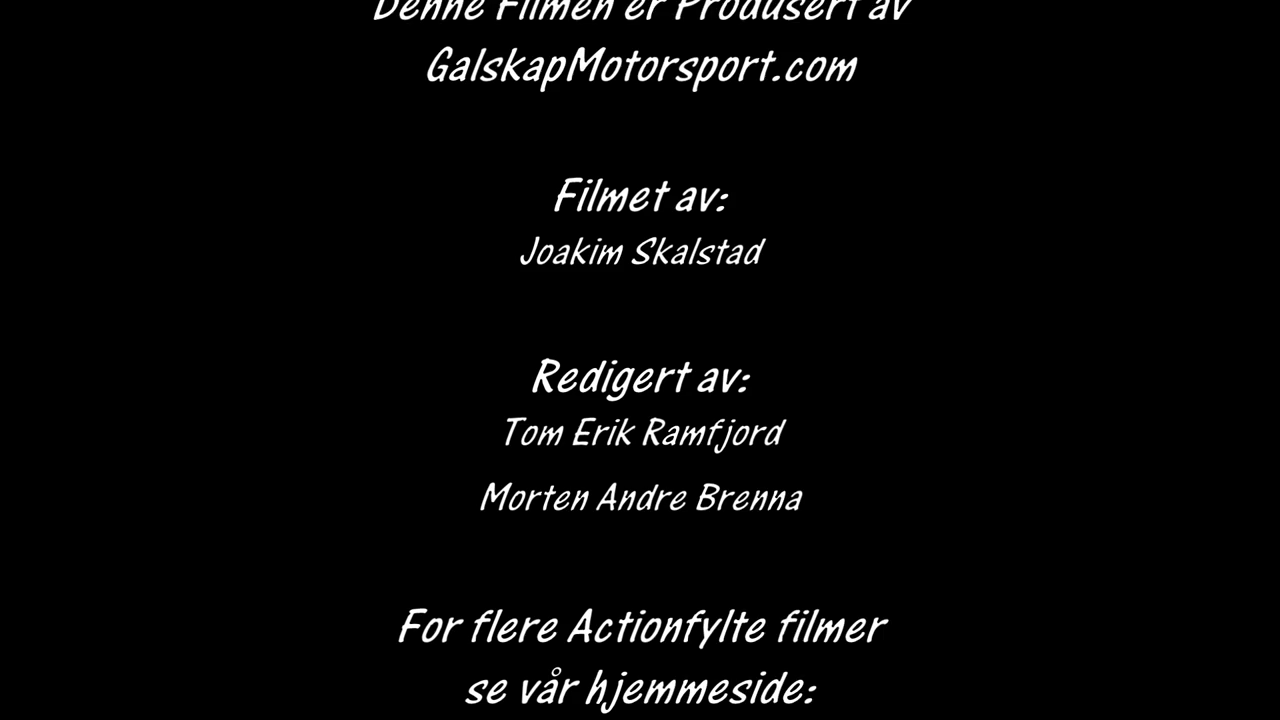 Denne Filmen er Produsert av
GalskapMotorsport.com
Filmet av:
Joakim Skalstad
Redigert av:
Tom Erik Ramfjord
Morten Andre Brenna
For flere Actionfylte filmer
se vår hjemmeside: